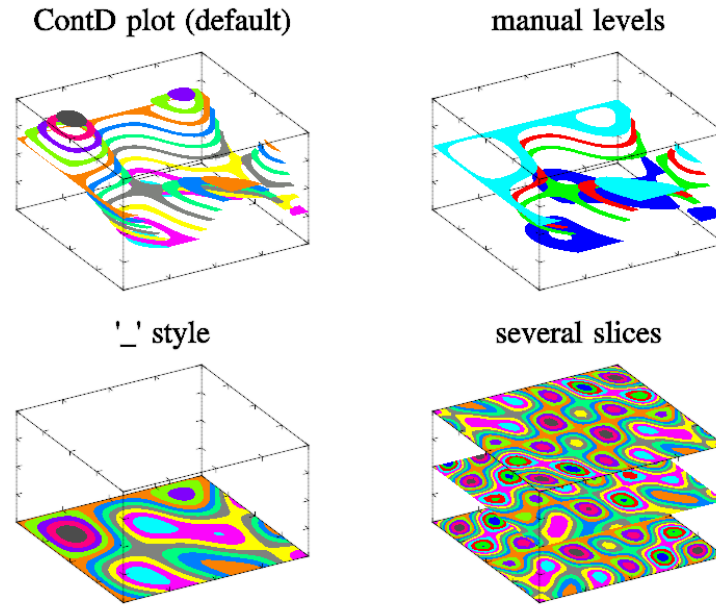 ContD plot (default)
manual levels
'_' style
several slices